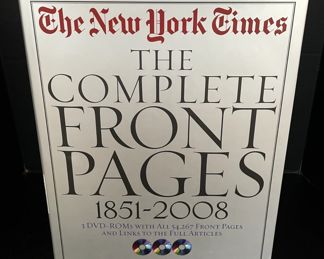 The New York Times
THE
COMPLETE
FRONT
PAGES
1851-2008
3 DVD-ROMS WITH ALL 54,267 FRONT PAGES
AND LINKS TO THE FULL ARTICLES